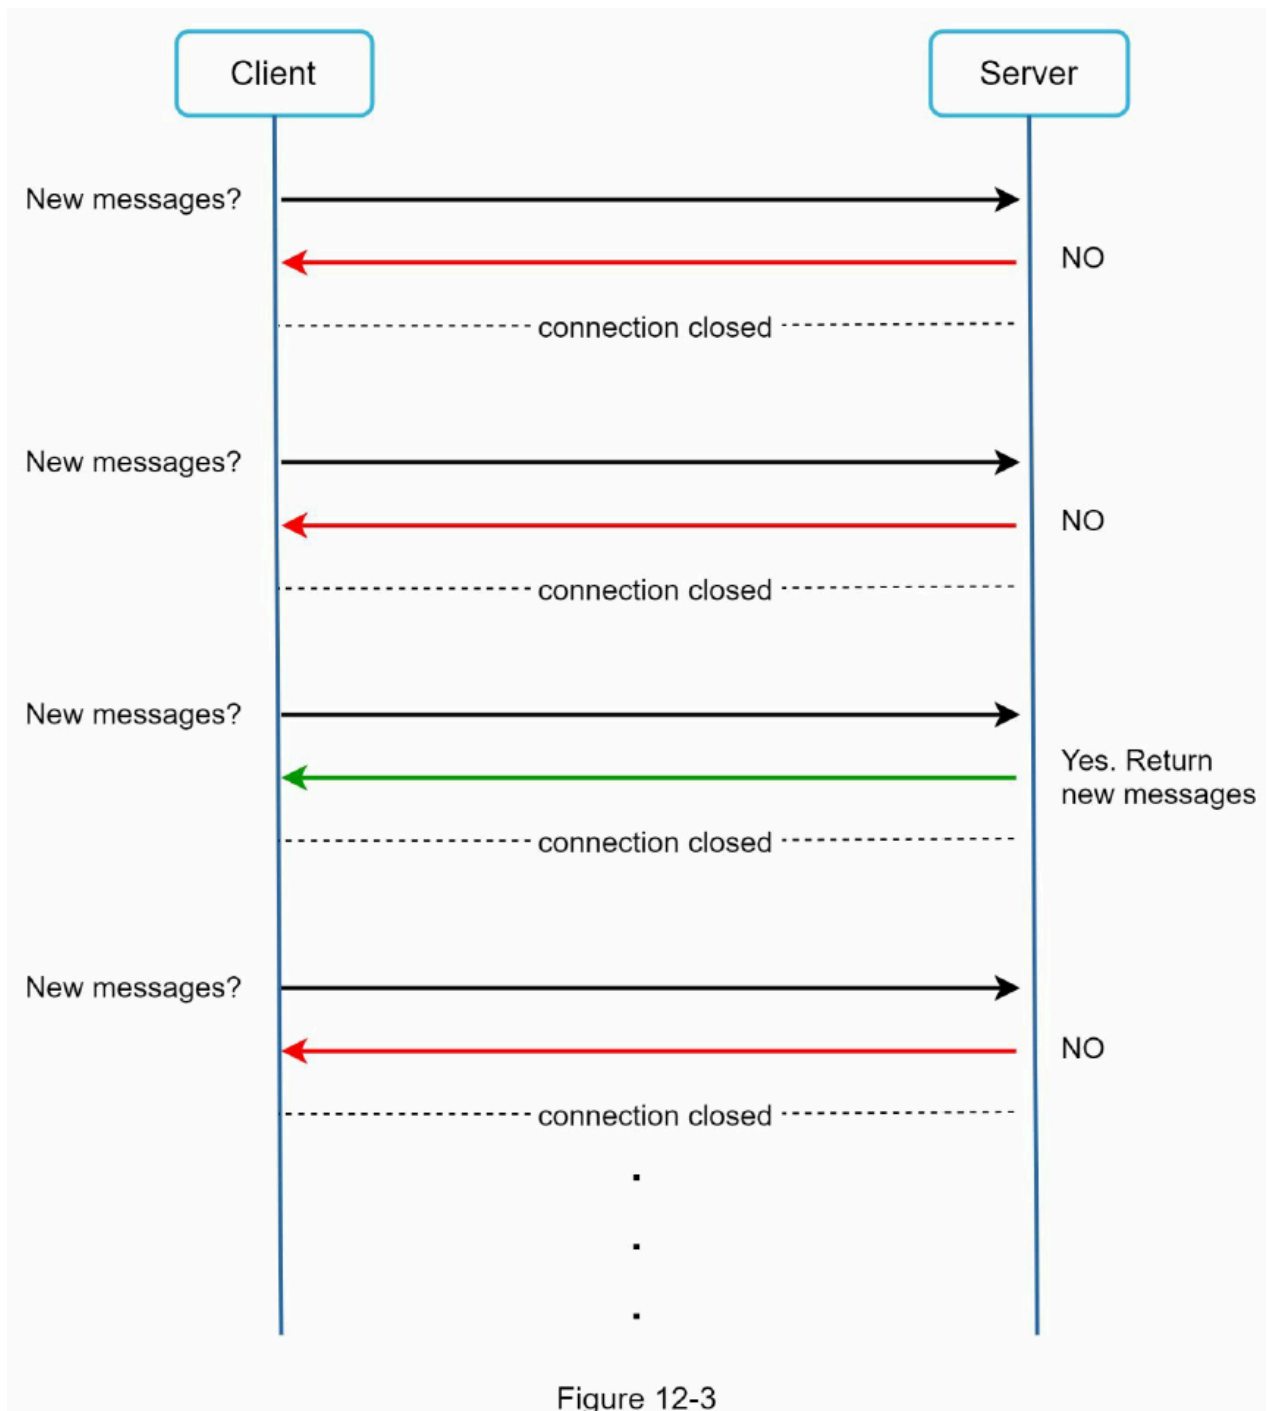 Client
Server
New messages?
NO
connection closed
New messages?
NO
connection closed
New messages?
Yes. Return
new messages
connection closed
New messages?
NO
connection closed
Figure 12-3